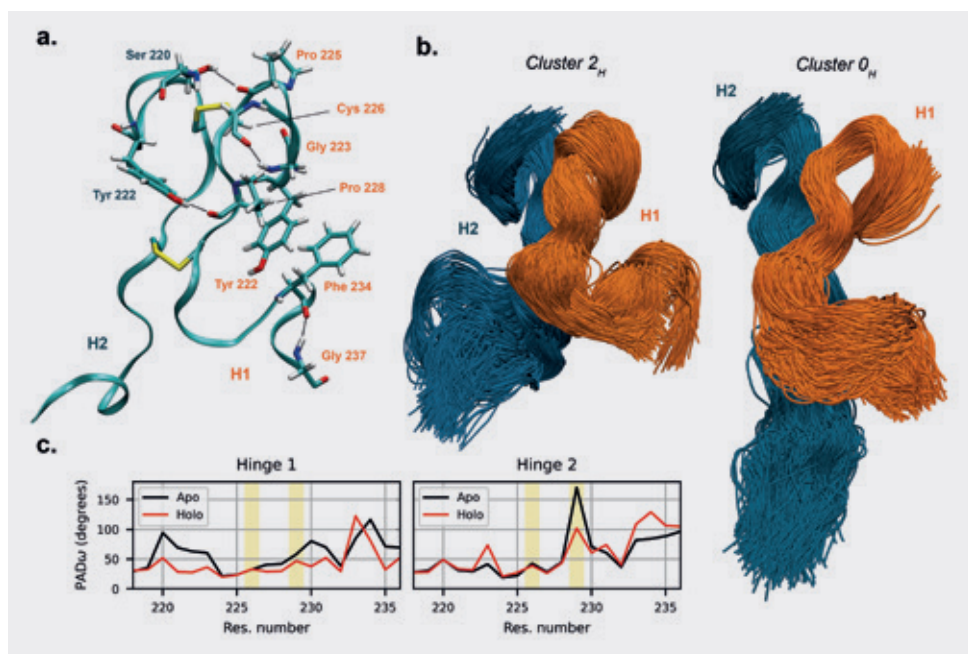 a.
Ser 220
Pro 225
Cys 226
Gly 223
Tyr 222
Pro 228
Tyr 222
Phe 234
H2
H1
Gly 237
b.
Cluster 2H
Cluster 0H
H2
H1
H2
H1
c.
Hinge 1
Hinge 2
PADω (degrees)
150
100
50
0
Apo
Holo
Apo
Holo
220
225
230
235
220
225
230
235
Res. number
Res. number